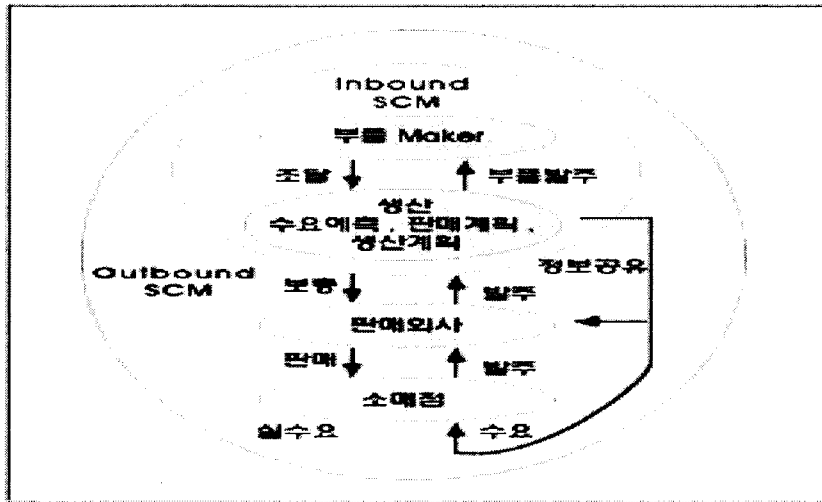 Inbound
SCM
부품 Maker
조달
부품발주
생산
수요예측, 판매계획,
생산계획
Outbound
SCM
정보공유
보충
발주
판매회사
판매
발주
소매점
실수요
수요